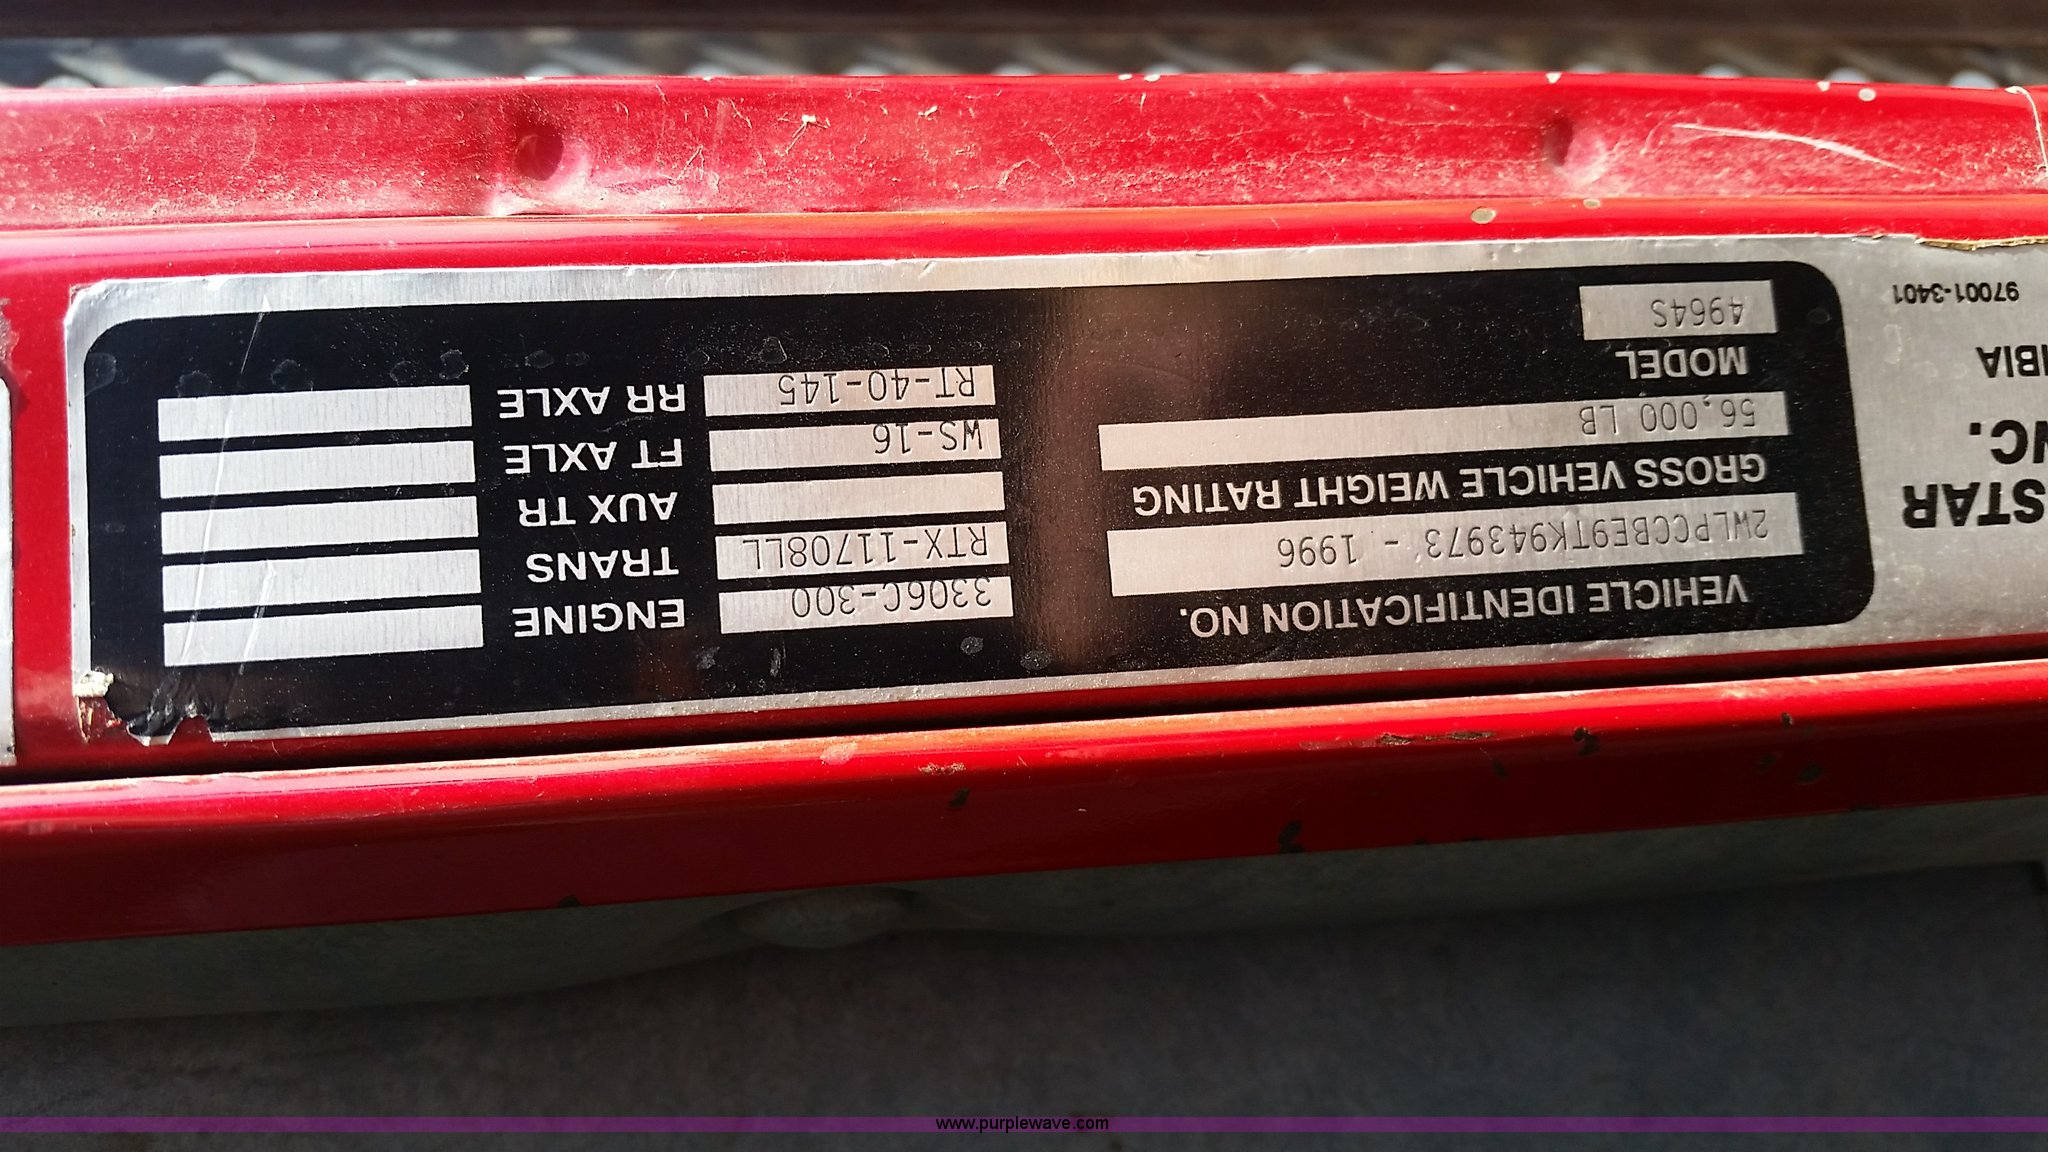 STAR
NC.
IBIA
97001-3401
VEHICLE IDENTIFICATION NO.
2WLPCCBE9TK943973 - 1996
GROSS VEHICLE WEIGHT RATING
56,000 LB
MODEL
4964S
3306C-300 ENGINE
RTX-11708LL TRANS
AUX TR
WS-16 FT AXLE
RT-40-145 RR AXLE
www.purplewave.com